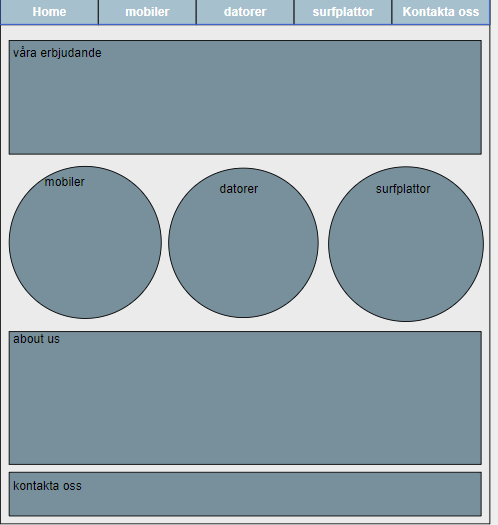 Home mobiler datorer surfplattor Kontakta oss
våra erbjudande
mobiler datorer surfplattor
about us
kontakta oss